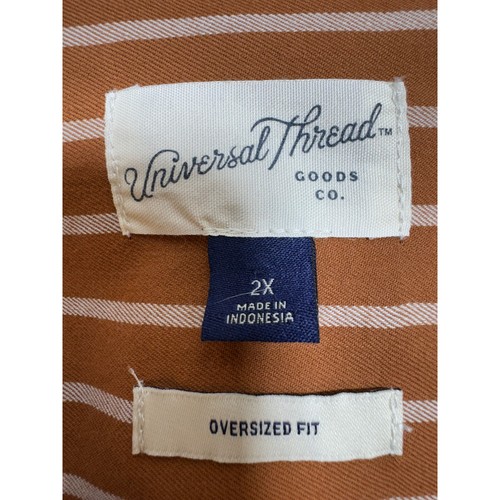 Universal Thread™
GOODS
CO.
2X
MADE IN
INDONESIA
OVERSIZED FIT